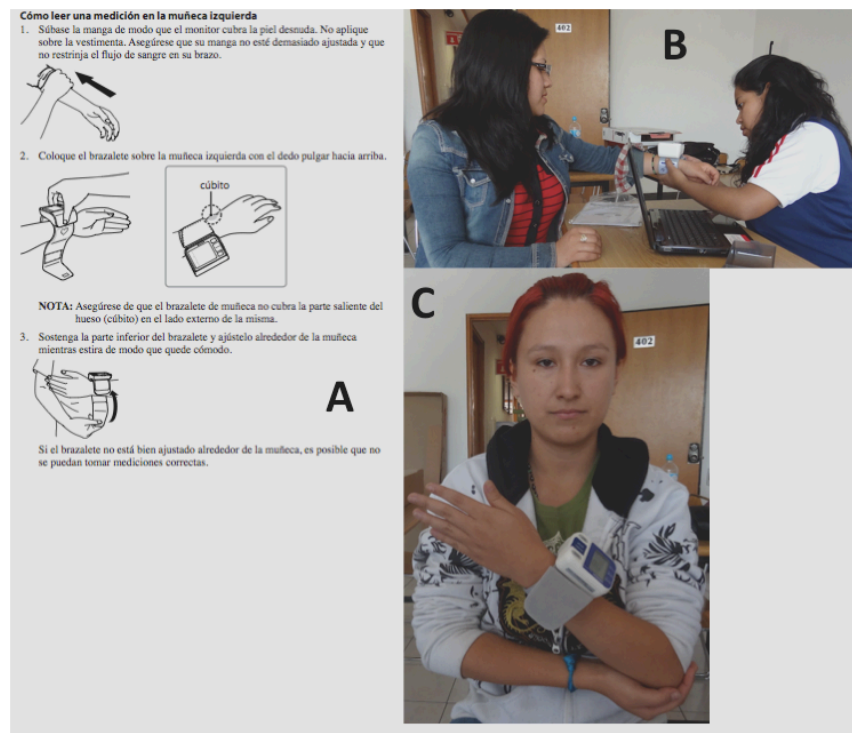 Cómo leer una medición en la muñeca izquierda
1. Súbase la manga de modo que el monitor cubra la piel desnuda. No aplique
sobre la vestimenta. Asegúrese que su manga no esté demasiado ajustada y que
no restrinja el flujo de sangre en su brazo.
2. Coloque el brazalete sobre la muñeca izquierda con el dedo pulgar hacia arriba.
cúbito
NOTA: Asegúrese de que el brazalete de muñeca no cubra la parte saliente del
hueso (cúbito) en el lado externo de la misma.
3. Sostenga la parte inferior del brazalete y ajústelo alrededor de la muñeca
mientras estira de modo que quede cómodo.
A
Si el brazalete no está bien ajustado alrededor de la muñeca, es posible que no
se puedan tomar mediciones correctas.
402
B
C
402